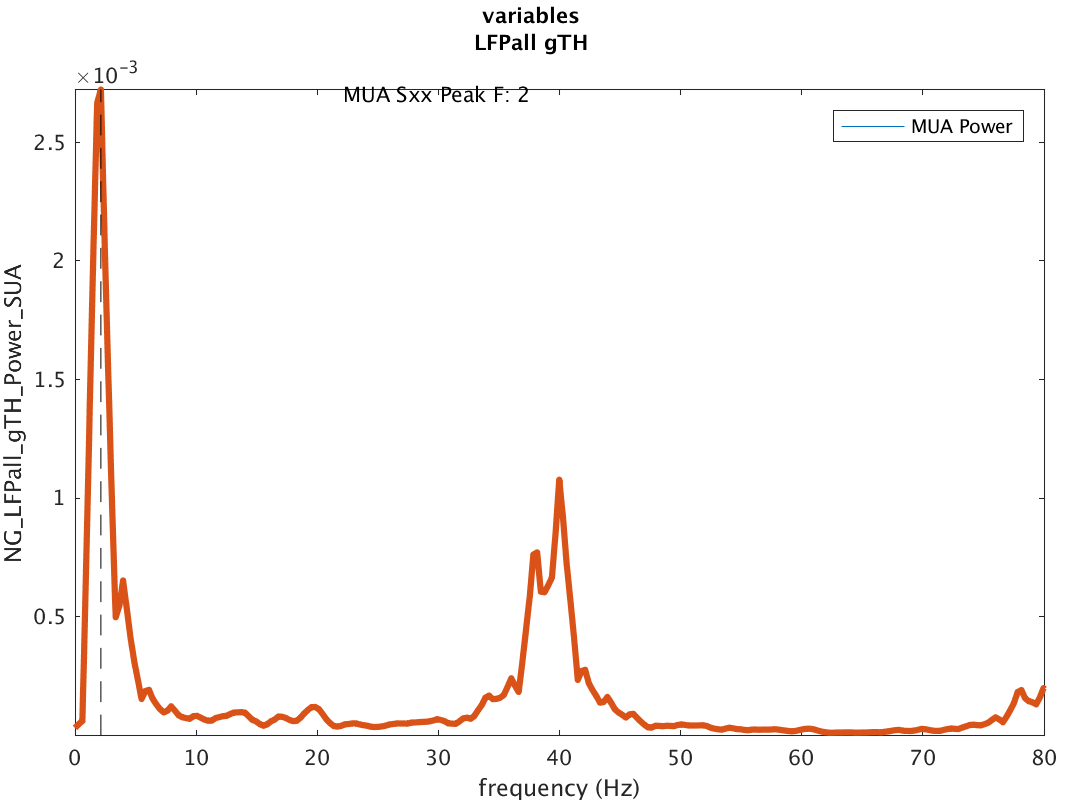 variables
LFPall gTH
×10⁻³
MUA Sxx Peak F: 2
MUA Power
2.5
2
1.5
1
0.5
NG_LFPall_gTH_Power_SUA
0 10 20 30 40 50 60 70 80
frequency (Hz)